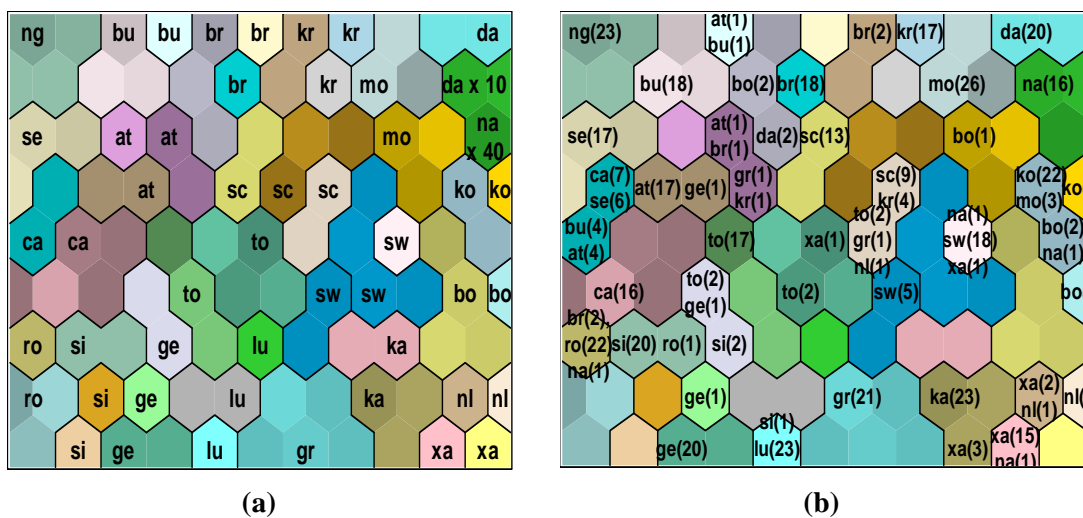 ng bu bu br br kr kr da
br kr mo da x 10
se at at mo na
x 40
at sc sc sc ko ko
ca ca to sw
to sw sw bo bo
ro si ge lu ka
ro si ge lu ka nl nl
si ge lu gr xa xa
(a)
at(1)
ng(23) bu(1) br(2) kr(17) da(20)
bu(18) bo(2) br(18) mo(26) na(16)
at(1)
se(17) br(1) da(2) sc(13) bo(1)
ca(7) gr(1) sc(9) ko(22)
se(6) at(17) ge(1) kr(1) kr(4) mo(3) ko
bu(4) to(2) na(1) bo(2)
at(4) to(17) xa(1) gr(1) sw(18) na(1)
nl(1) xa(1)
to(2)
ca(16) ge(1) to(2) sw(5) bo
br(2),
ro(22) si(20) ro(1) si(2)
na(1)
ge(1) gr(21) ka(23) xa(2) nl(1) nl
si(1) xa(15)
ge(20) lu(23) xa(3) na(1)
(b)